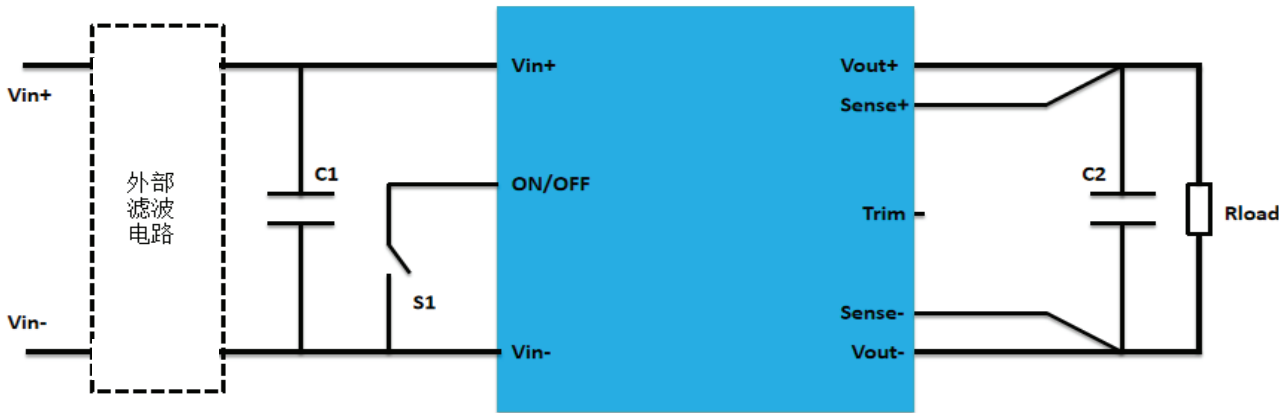 Vin+
Vin-
外部
滤波
电路
C1
S1
Vin+
ON/OFF
Vin-
Vout+
Sense+
Trim
Sense-
Vout-
C2
Rload